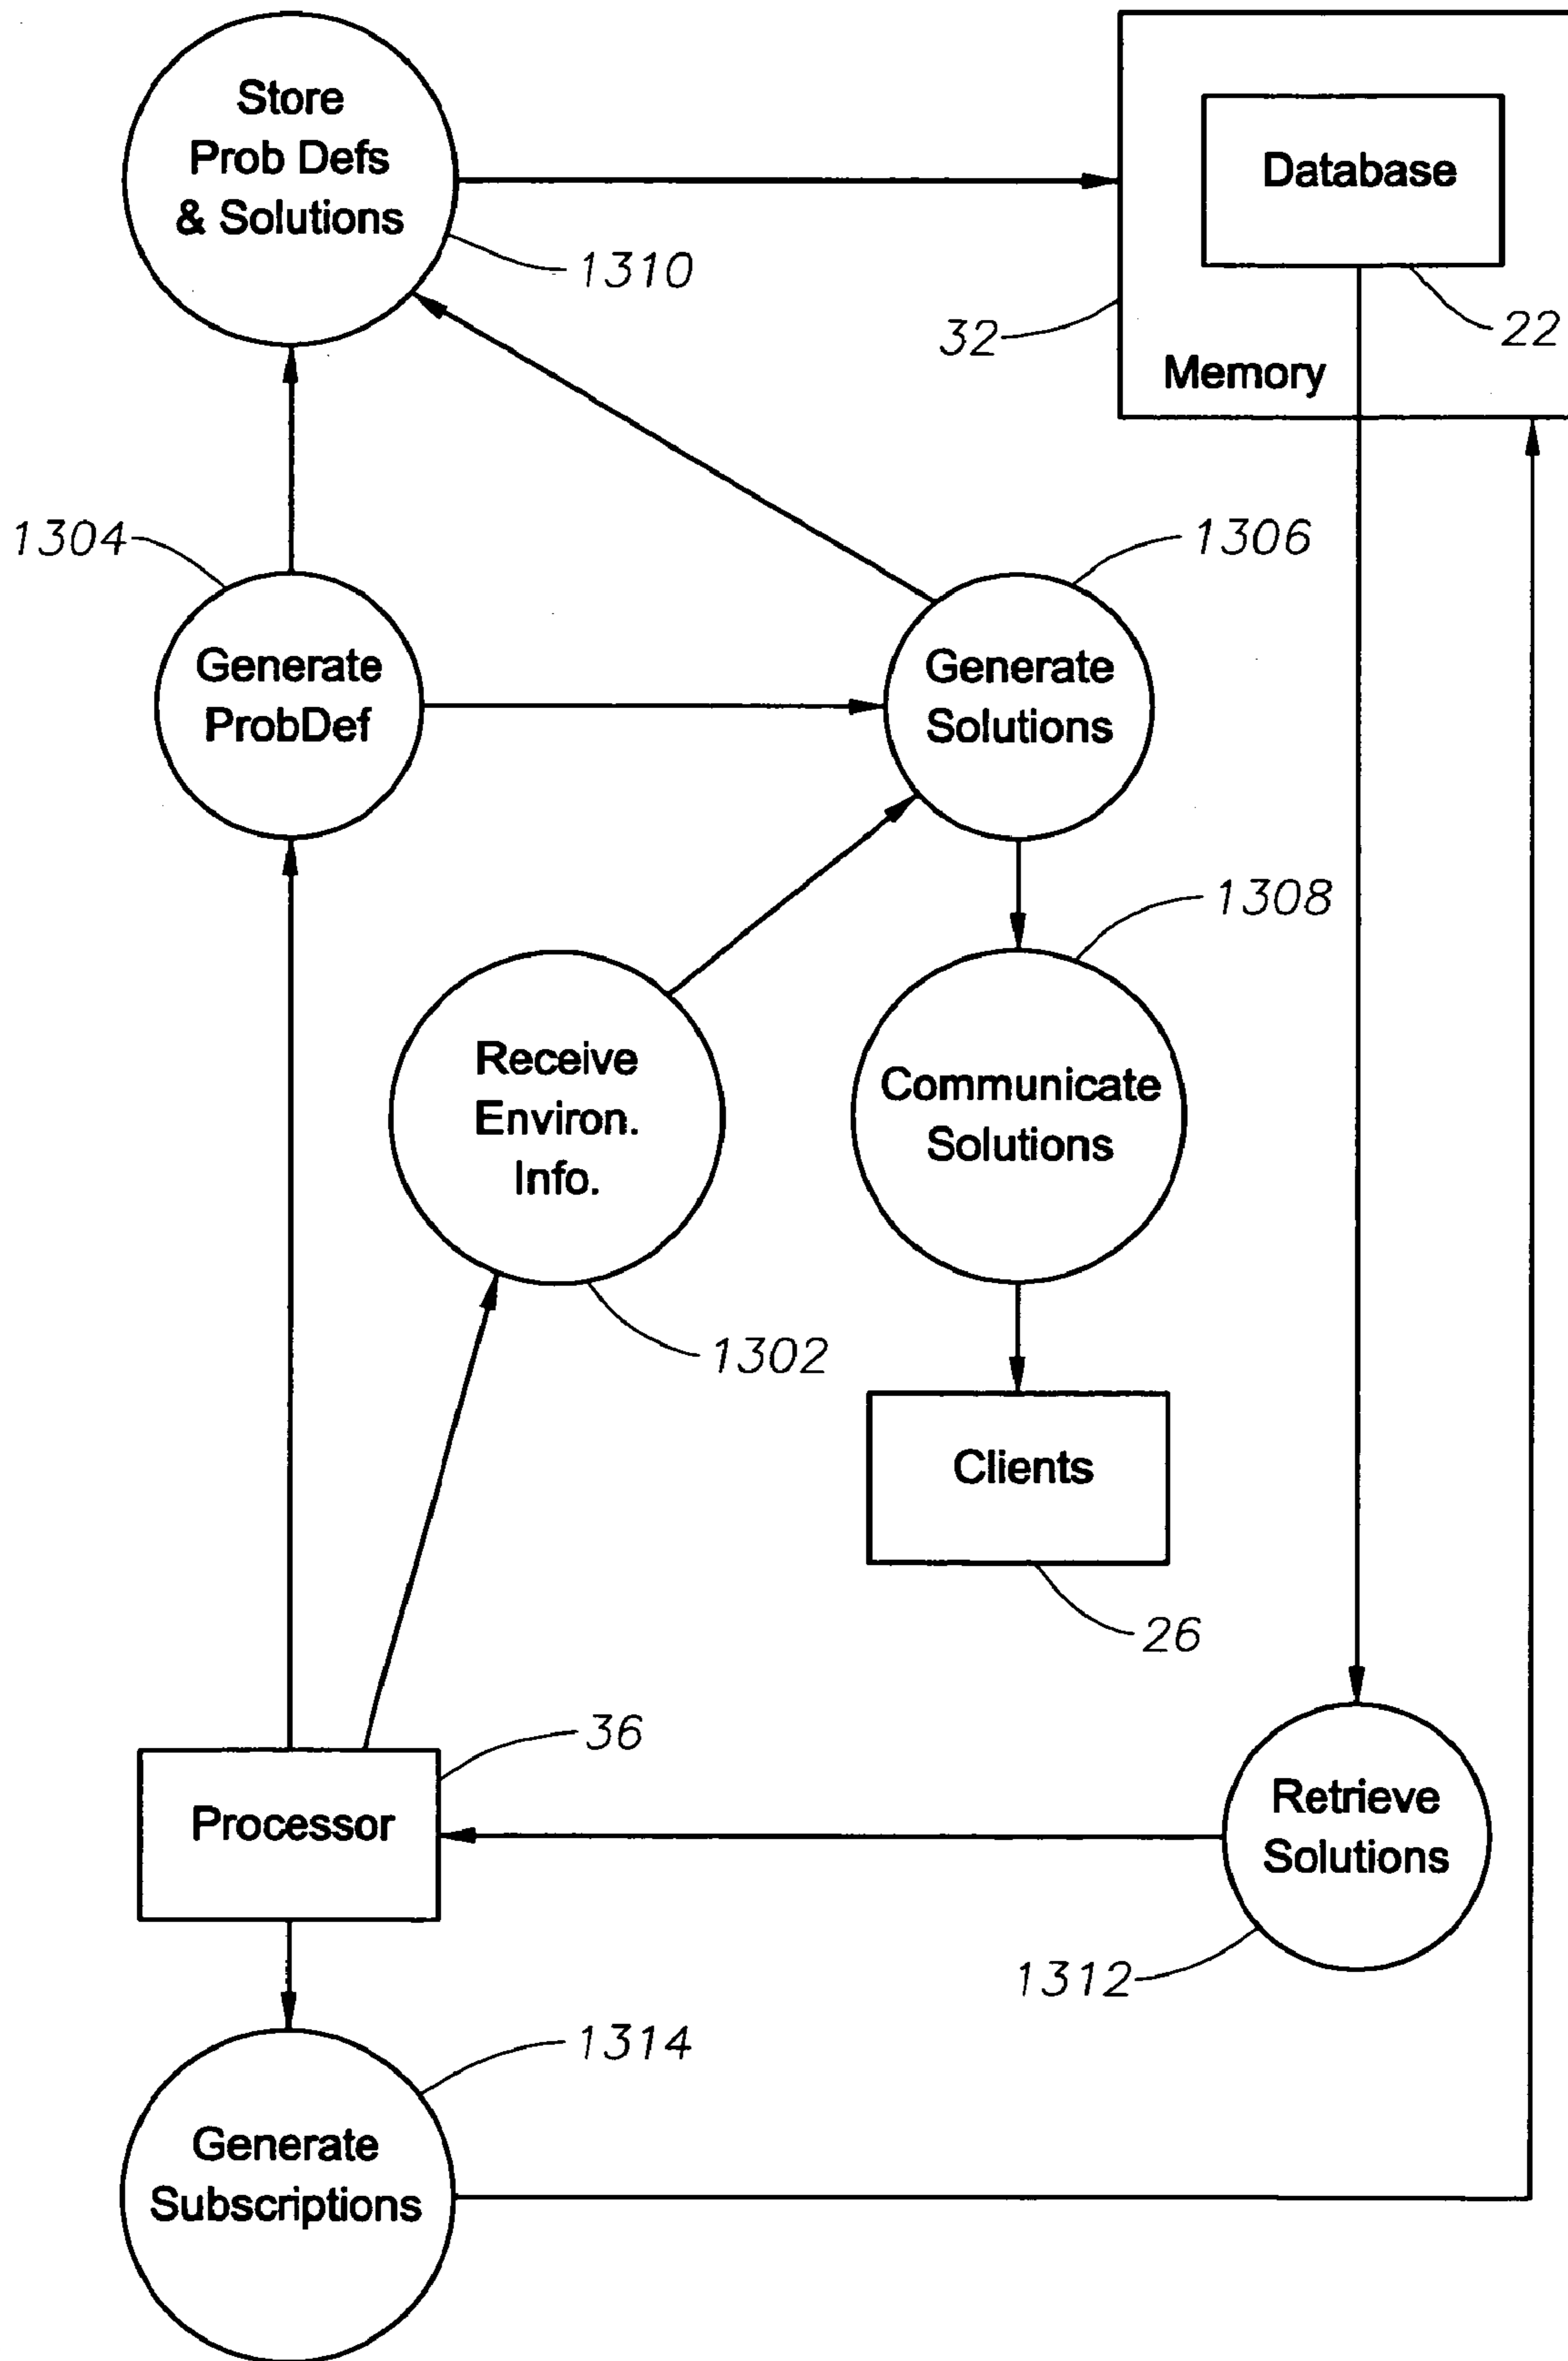 Store
Prob Defs
& Solutions
1310
Database
22
32
Memory
1304
Generate
ProbDef
1306
Generate
Solutions
1308
Receive
Environ.
Info.
1302
Communicate
Solutions
Clients
26
36
Processor
Retrieve
Solutions
1312
1314
Generate
Subscriptions